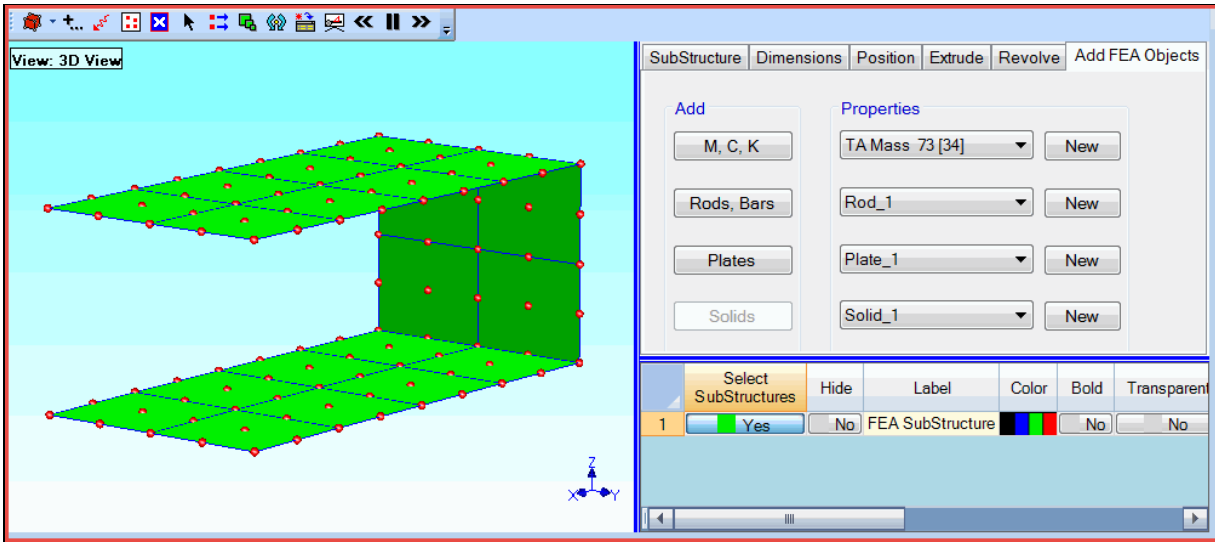 View: 3D View
SubStructure Dimensions Position Extrude Revolve Add FEA Objects
Add Properties
M, C, K TA Mass 73 [34] New
Rods, Bars Rod_1 New
Plates Plate_1 New
Solids Solid_1 New
Select SubStructures Hide Label Color Bold Transparent
1 Yes No FEA SubStructure No No
Z
X Y